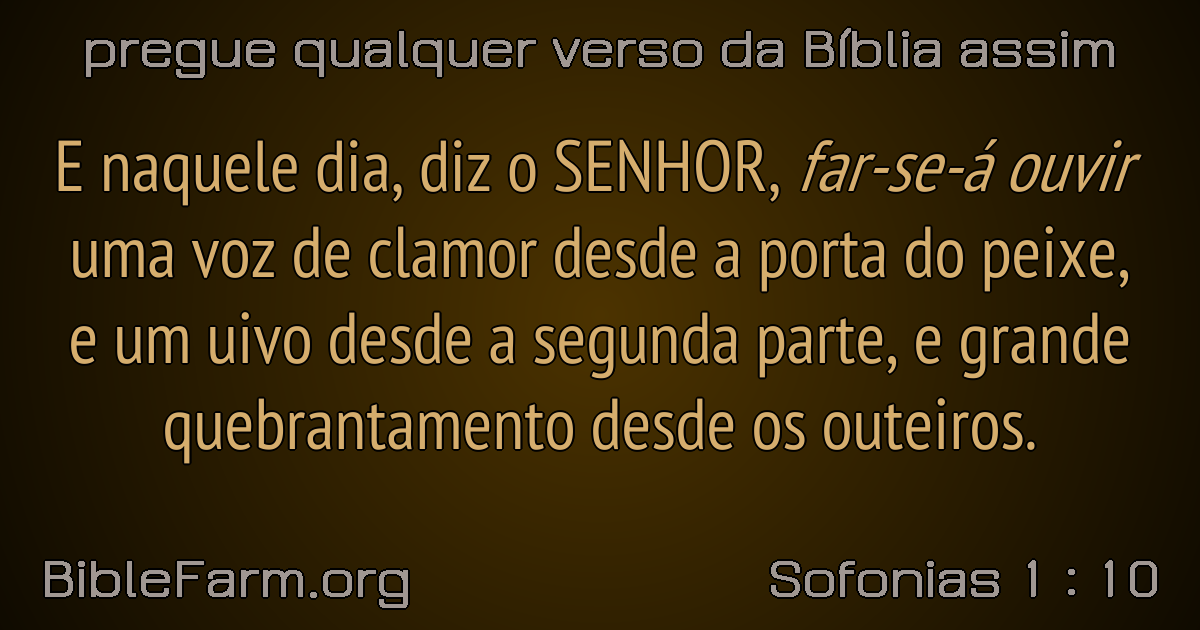 pregue qualquer verso da Bíblia assim
E naquele dia, diz o SENHOR, far-se-á ouvir
uma voz de clamor desde a porta do peixe,
e um uivo desde a segunda parte, e grande
quebrantamento desde os outeiros.
BibleFarm.org
Sofonias 1 : 10